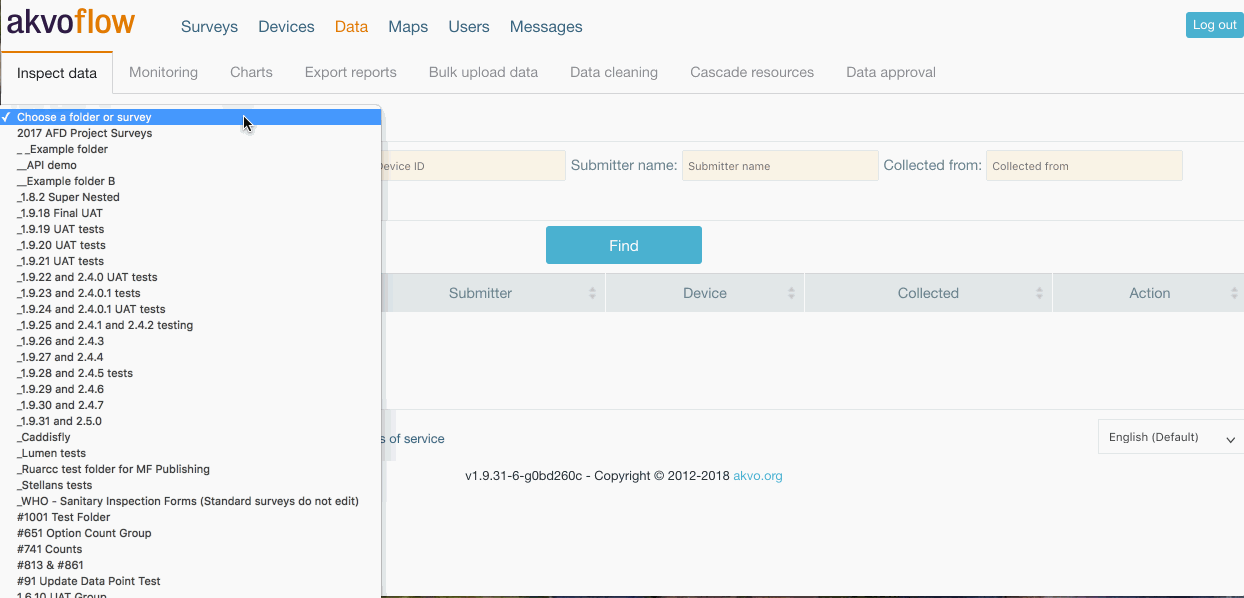 akvoflow
Surveys Devices Data Maps Users Messages
Log out
Inspect data Monitoring Charts Export reports Bulk upload data Data cleaning Cascade resources Data approval
✓ Choose a folder or survey
2017 AFD Project Surveys
_ _Example folder
__API demo
__Example folder B
_1.8.2 Super Nested
_1.9.18 Final UAT
_1.9.19 UAT tests
_1.9.20 UAT tests
_1.9.21 UAT tests
_1.9.22 and 2.4.0 UAT tests
_1.9.23 and 2.4.0.1 tests
_1.9.24 and 2.4.0.1 UAT tests
_1.9.25 and 2.4.1 and 2.4.2 testing
_1.9.26 and 2.4.3
_1.9.27 and 2.4.4
_1.9.28 and 2.4.5 tests
_1.9.29 and 2.4.6
_1.9.30 and 2.4.7
_1.9.31 and 2.5.0
_Caddisfly
_Lumen tests
_Ruarcc test folder for MF Publishing
_Stellans tests
_WHO - Sanitary Inspection Forms (Standard surveys do not edit)
#1001 Test Folder
#651 Option Count Group
#741 Counts
#813 & #861
#91 Update Data Point Test
1.6.10 UAT Group
Device ID Submitter name: Submitter name Collected from: Collected from
Find
Submitter Device Collected Action
s of service
English (Default)
v1.9.31-6-g0bd260c - Copyright © 2012-2018 akvo.org